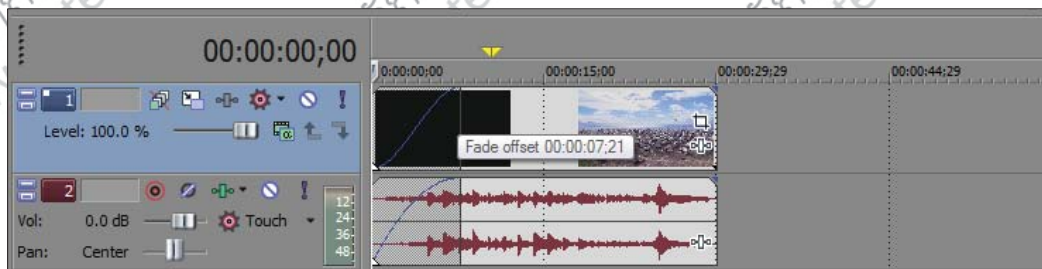 00:00:00;00
0:00:00;00 00:00:15;00 00:00:29;29 00:00:44;29
1
Level: 100.0 %
Fade offset 00:00:07;21
2
Vol: 0.0 dB Touch
Pan: Center
12
24
36
48